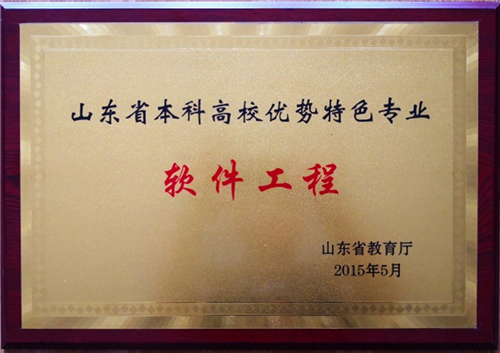 山东省本科高校优势特色专业
软件工程
山东省教育厅
2015年5月